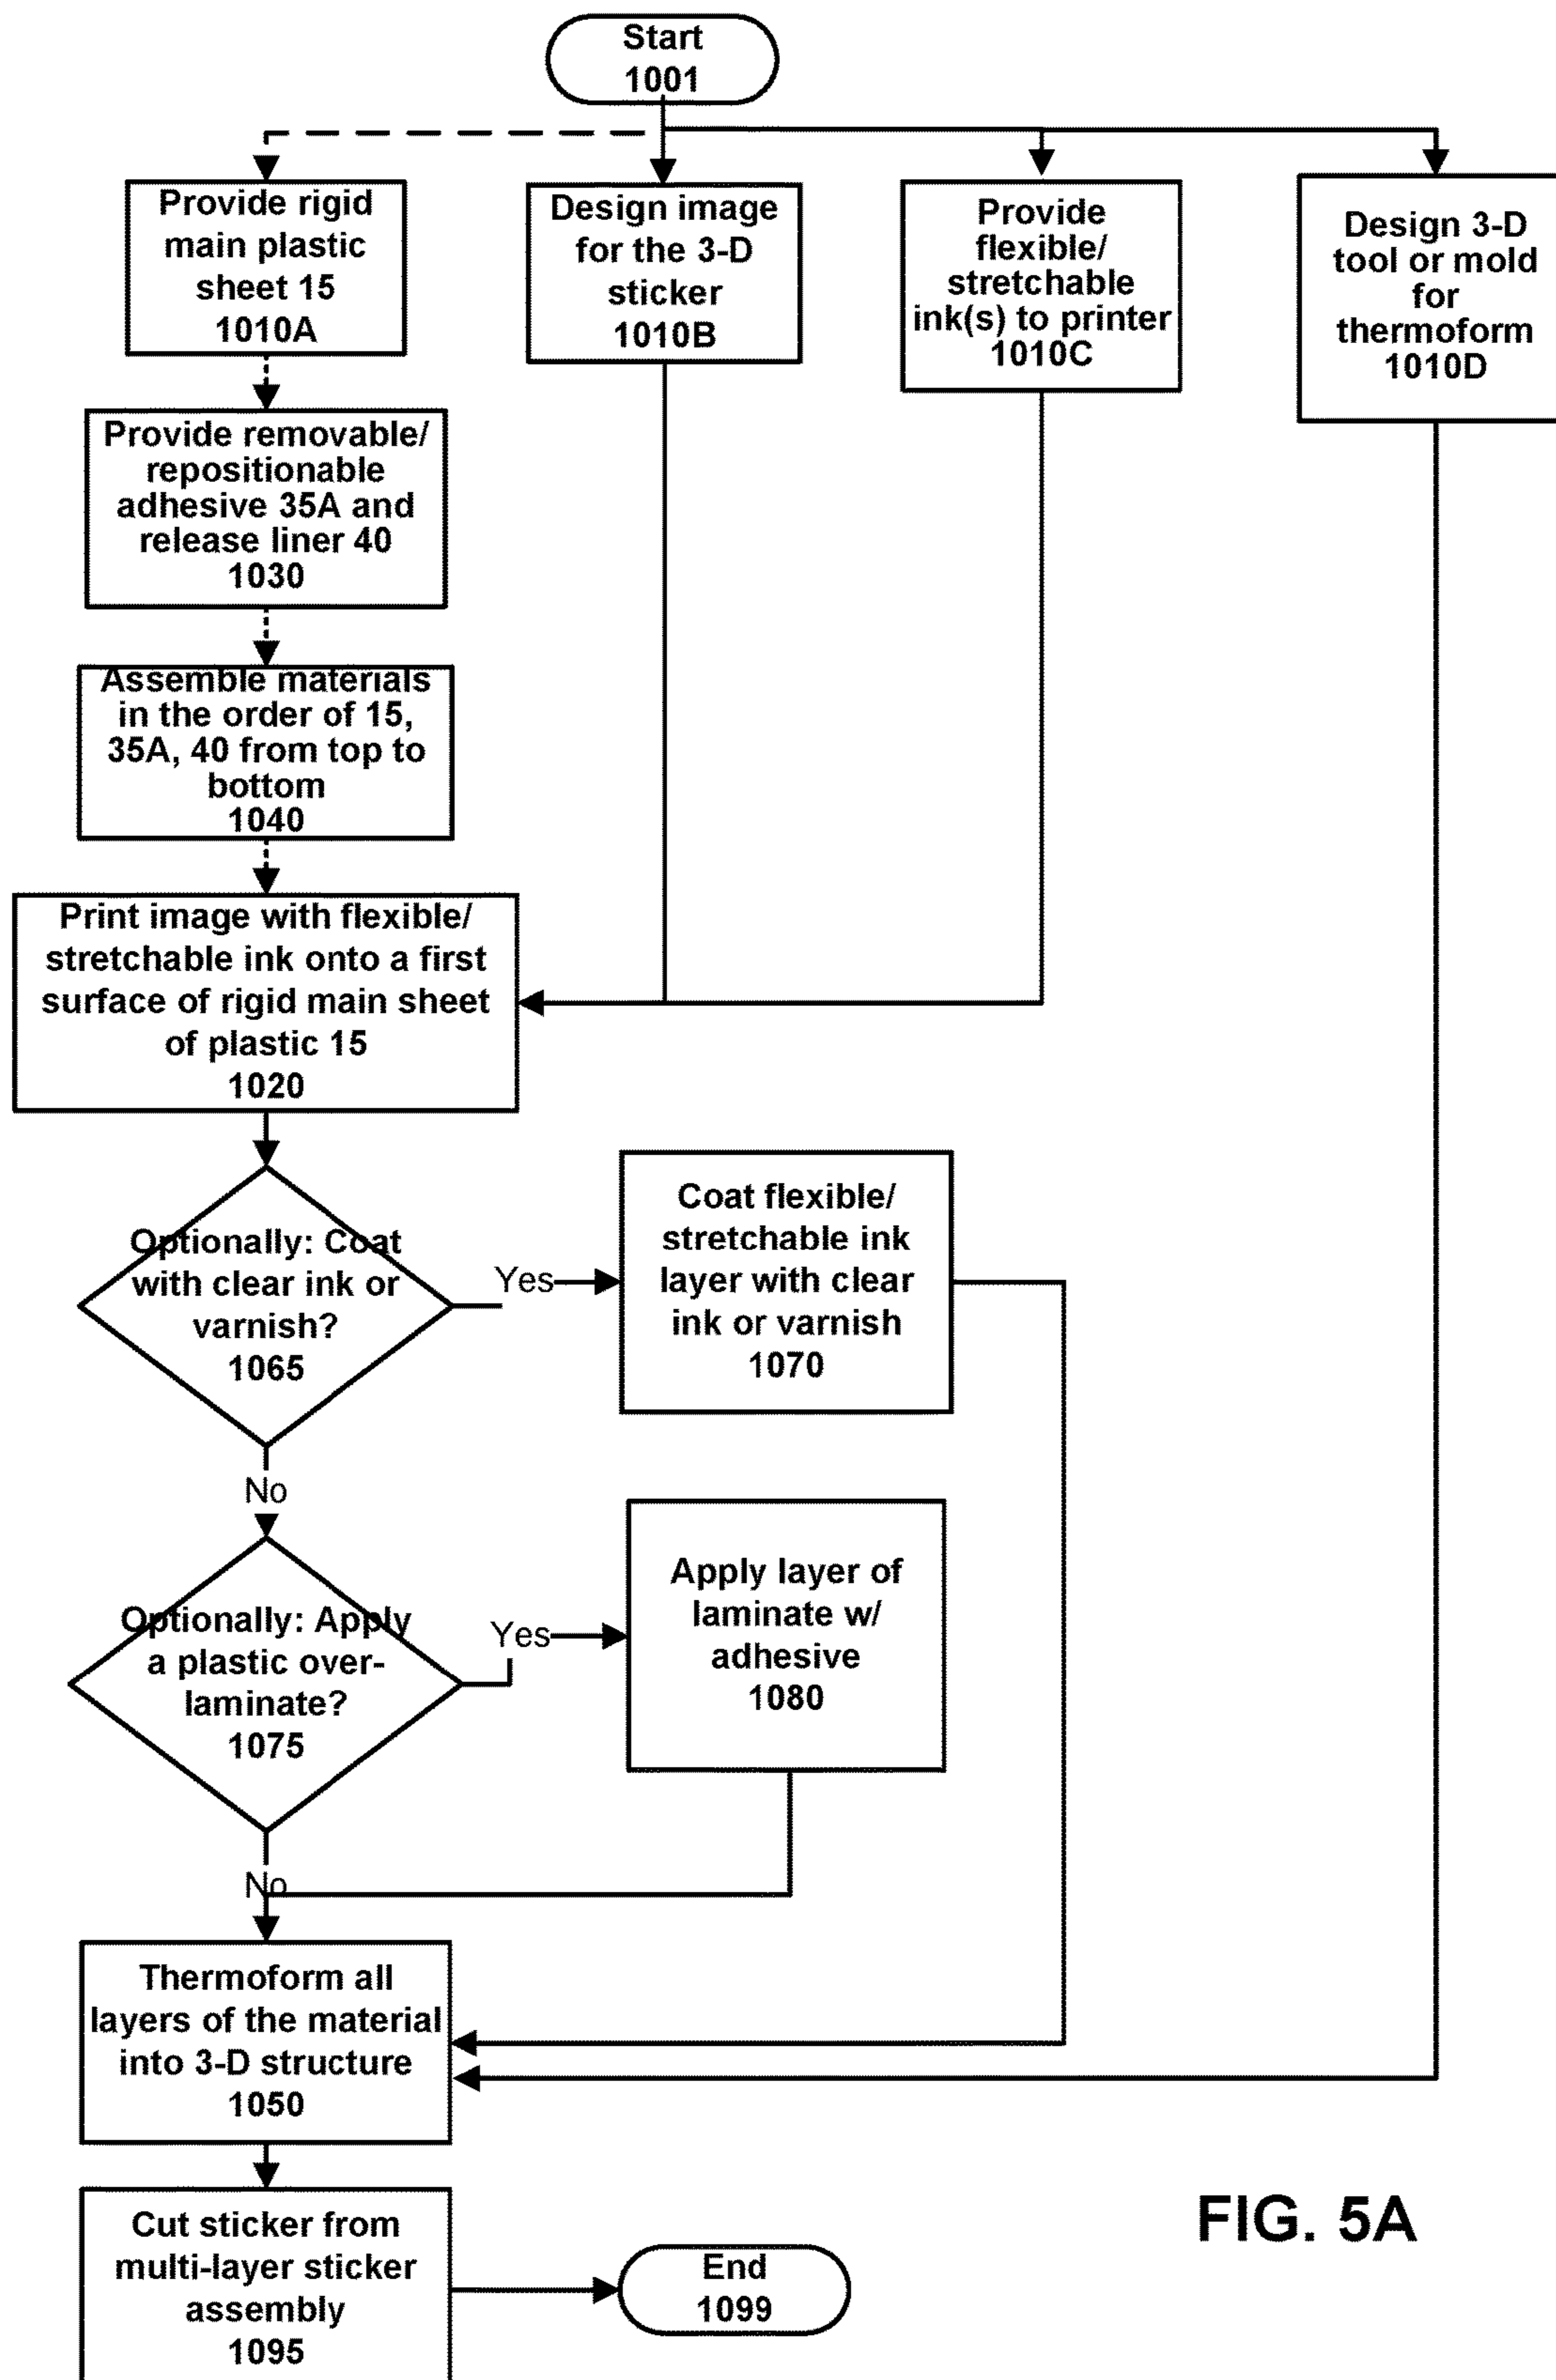 Start
1001
Provide rigid
main plastic
sheet 15
1010A
Design image
for the 3-D
sticker
1010B
Provide
flexible/
stretchable
ink(s) to printer
1010C
Design 3-D
tool or mold
for
thermoform
1010D
Provide removable/
repositionable
adhesive 35A and
release liner 40
1030
Assemble materials
in the order of 15,
35A, 40 from top to
bottom
1040
Print image with flexible/
stretchable ink onto a first
surface of rigid main sheet
of plastic 15
1020
Optionally: Coat
with clear ink or
varnish?
1065
Yes
Coat flexible/
stretchable ink
layer with clear
ink or varnish
1070
No
Optionally: Apply
a plastic over-
laminate?
1075
Yes
Apply layer of
laminate w/
adhesive
1080
No
Thermoform all
layers of the material
into 3-D structure
1050
Cut sticker from
multi-layer sticker
assembly
1095
End
1099
FIG. 5A